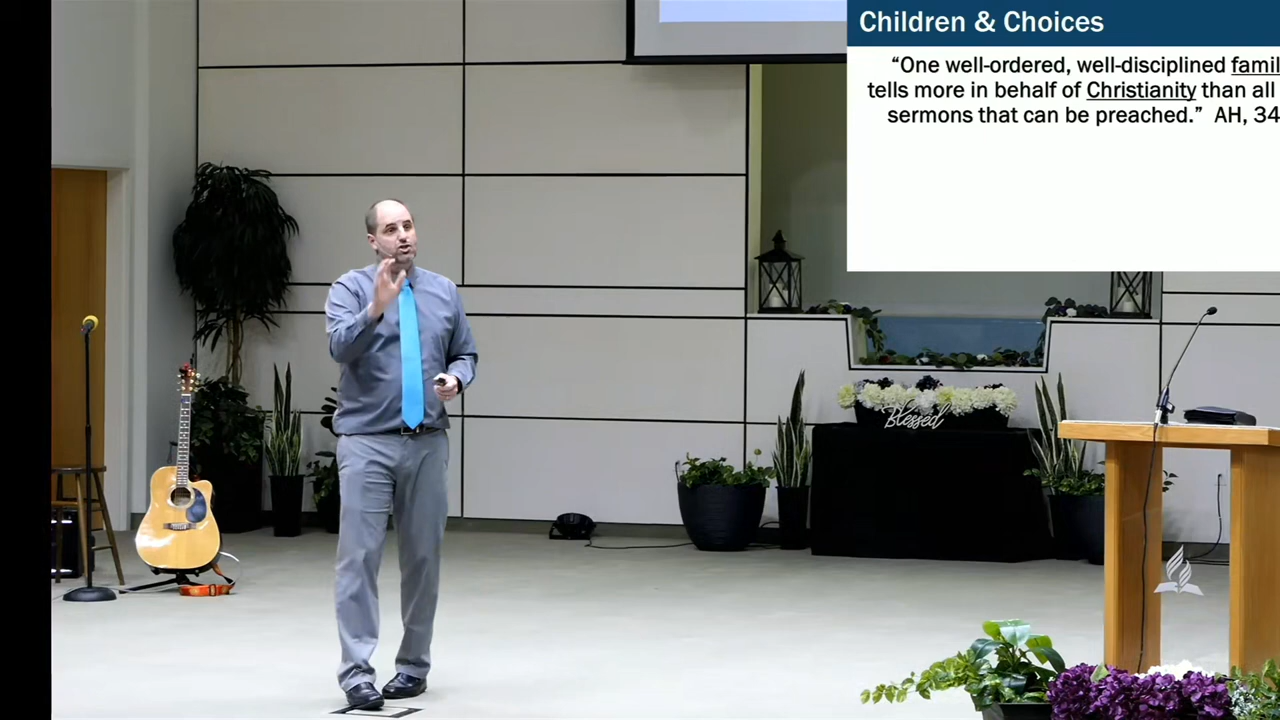 Children & Choices
“One well-ordered, well-disciplined famil
tells more in behalf of Christianity than all
sermons that can be preached.” AH, 34
Blessed